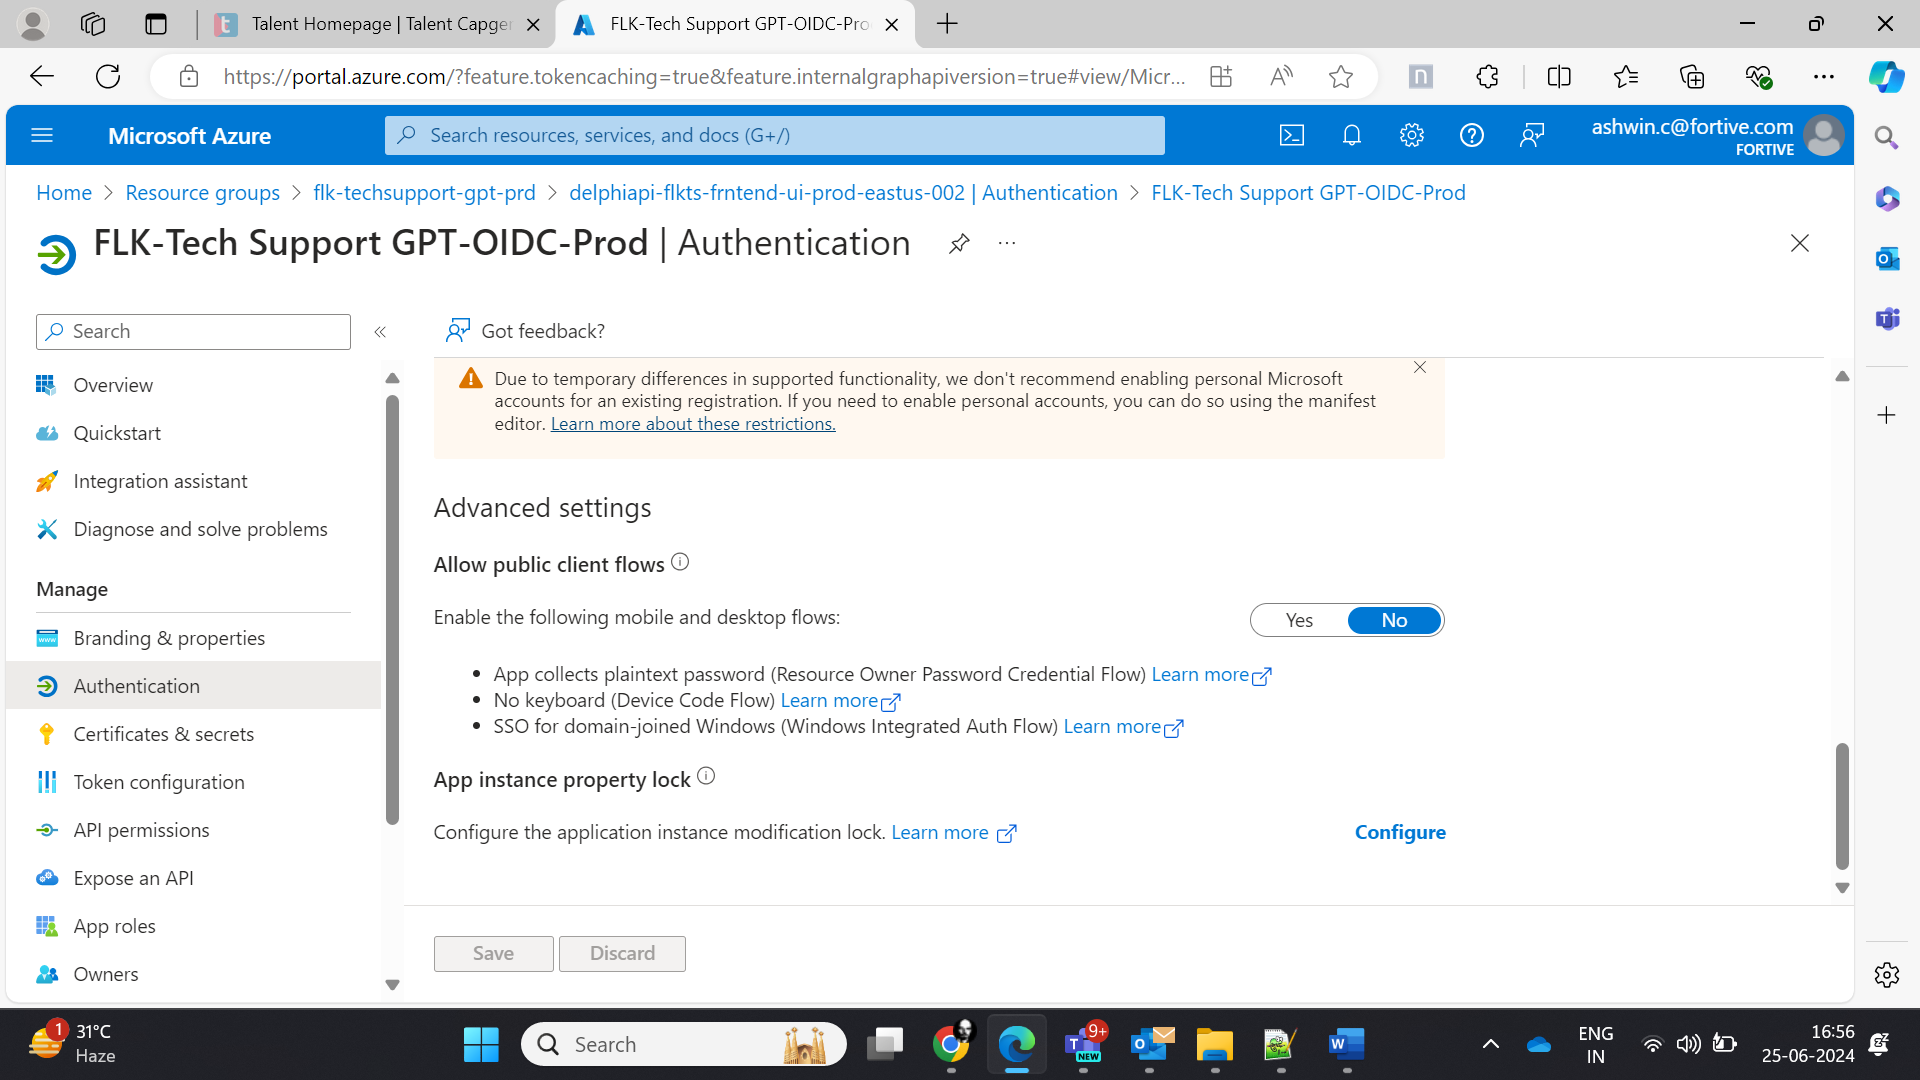 Talent Homepage | Talent Capger
FLK-Tech Support GPT-OIDC-Pro
https://portal.azure.com/?feature.tokencaching=true&feature.internalgraphapiversion=true#view/Micr...
Microsoft Azure
Search resources, services, and docs (G+/)
ashwin.c@fortive.com
FORTIVE
Home > Resource groups > flk-techsupport-gpt-prd > delphiapi-flkts-frntend-ui-prod-eastus-002 | Authentication > FLK-Tech Support GPT-OIDC-Prod
FLK-Tech Support GPT-OIDC-Prod | Authentication
Search
Got feedback?
Overview
Quickstart
Integration assistant
Diagnose and solve problems
Manage
Branding & properties
Authentication
Certificates & secrets
Token configuration
API permissions
Expose an API
App roles
Owners
Due to temporary differences in supported functionality, we don't recommend enabling personal Microsoft
accounts for an existing registration. If you need to enable personal accounts, you can do so using the manifest
editor. Learn more about these restrictions.
Advanced settings
Allow public client flows
Enable the following mobile and desktop flows:
Yes No
• App collects plaintext password (Resource Owner Password Credential Flow) Learn more
• No keyboard (Device Code Flow) Learn more
• SSO for domain-joined Windows (Windows Integrated Auth Flow) Learn more
App instance property lock
Configure the application instance modification lock. Learn more
Configure
Save Discard
1
31°C
Haze
Search
9+
NEW
ENG
IN
16:56
25-06-2024